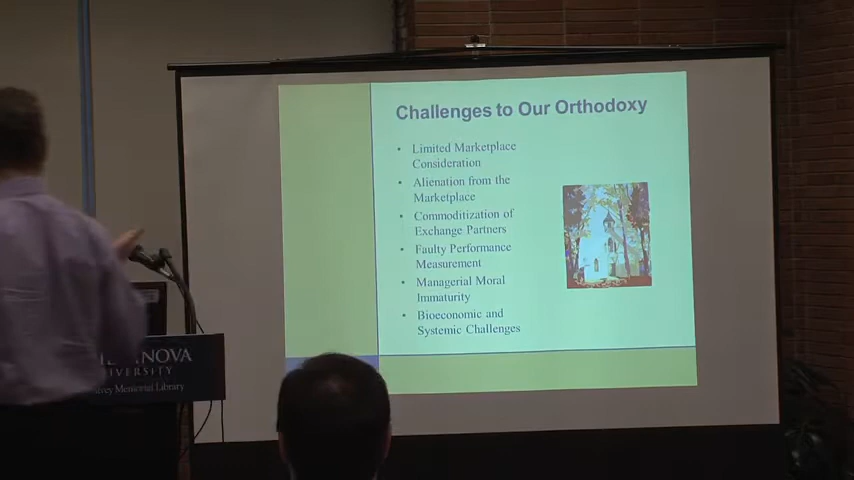 Challenges to Our Orthodoxy
• Limited Marketplace
Consideration
• Alienation from the
Marketplace
• Commoditization of
Exchange Partners
• Faulty Performance
Measurement
• Managerial Moral
Immaturity
• Bioeconomic and
Systemic Challenges
NOVA
VERSITY
Memorial Library